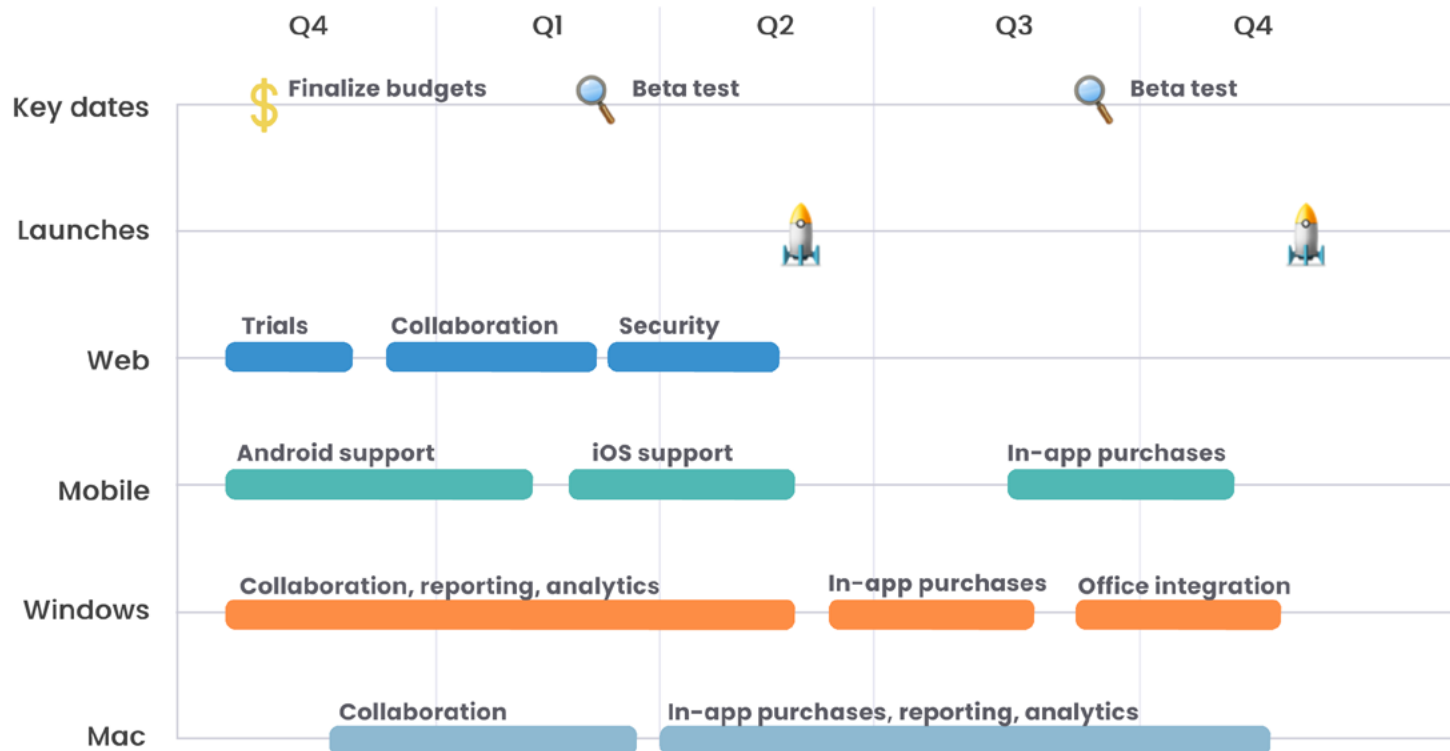 Q4 Q1 Q2 Q3 Q4
Key dates
Finalize budgets
Beta test
Beta test
Launches
Web
Trials
Collaboration
Security
Mobile
Android support
iOS support
In-app purchases
Windows
Collaboration, reporting, analytics
In-app purchases
Office integration
Mac
Collaboration
In-app purchases, reporting, analytics